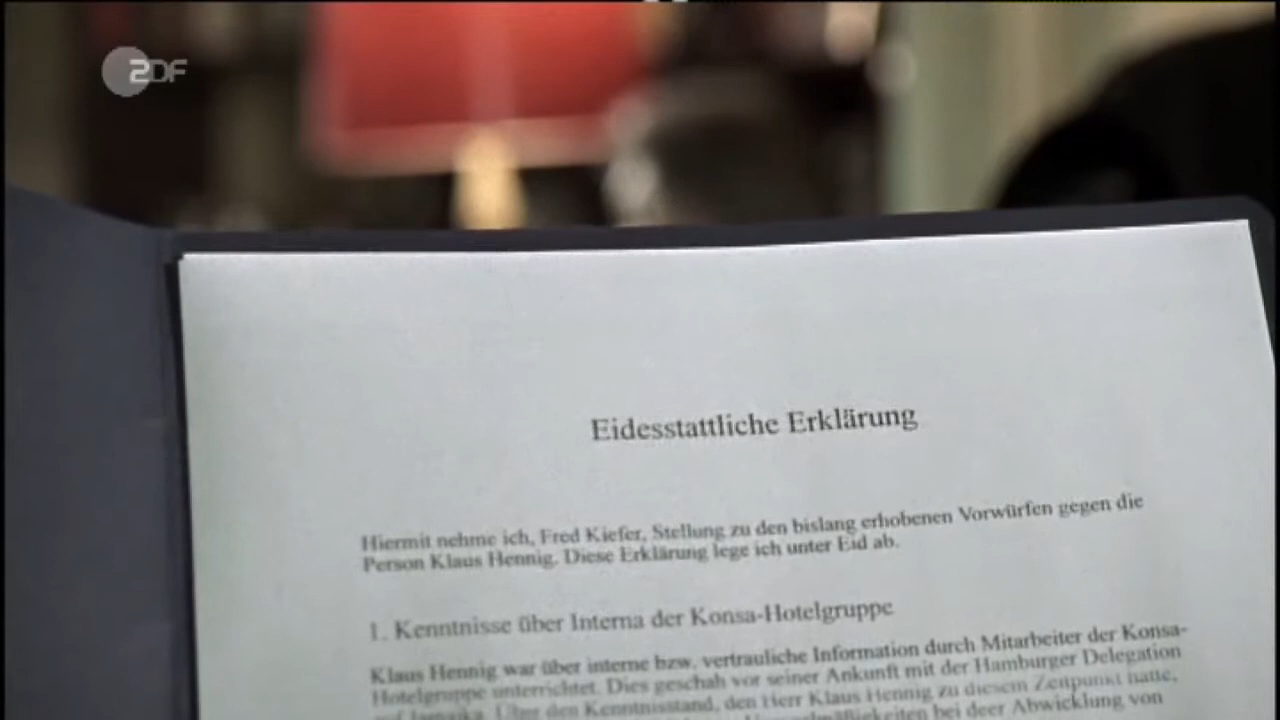 ZDF
Eidesstattliche Erklärung
Hiermit nehme ich, Fred Kiefer, Stellung zu den bislang erhobenen Vorwürfen gegen die
Person Klaus Hennig. Diese Erklärung lege ich unter Eid ab.
1. Kenntnisse über Interna der Konsa-Hotelgruppe
Klaus Hennig war über interne bzw. vertrauliche Information durch Mitarbeiter der Konsa-
Hotelgruppe unterrichtet. Dies geschah vor seiner Ankunft mit der Hamburger Delegation
auf Jamaika. Über den Kenntnisstand, den Herr Klaus Hennig zu diesem Zeitpunkt hatte,
bei deer Abwicklung von